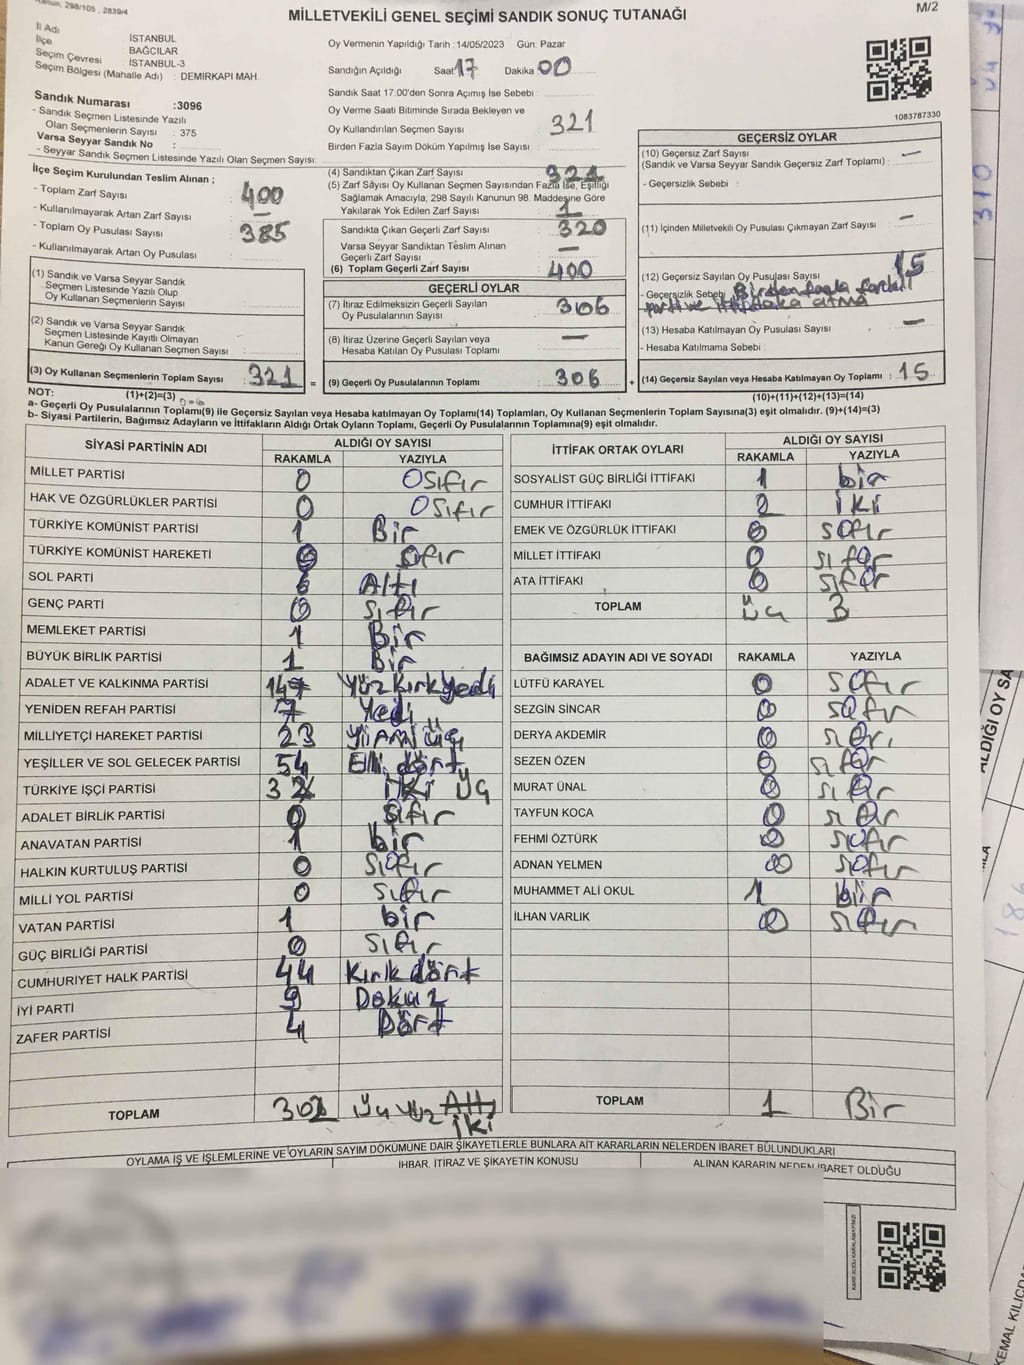 MİLLETVEKİLİ GENEL SEÇİMİ SANDIK SONUÇ TUTANAĞI
M/2
298/105 , 2839/4
İl Adı : İSTANBUL
İlçe : BAĞCILAR
Seçim Çevresi : İSTANBUL-3
Seçim Bölgesi (Mahalle Adı) : DEMİRKAPI MAH.
Oy Vermenin Yapıldığı Tarih :14/05/2023 Gün: Pazar
Sandığın Açıldığı Saat 17 Dakika 00
Sandık Saat 17:00'den Sonra Açımış İse Sebebi :
Oy Verme Saati Bitiminde Sırada Bekleyen ve
Oy Kullandırılan Seçmen Sayısı 321
Birden Fazla Sayım Döküm Yapılmış İse Sayısı :
1083787330
Sandık Numarası :3096
- Sandık Seçmen Listesinde Yazılı
Olan Seçmenlerin Sayısı : 375
Varsa Seyyar Sandık No :
- Seyyar Sandık Seçmen Listesinde Yazılı Olan Seçmen Sayısı:
İlçe Seçim Kurulundan Teslim Alınan ;
- Toplam Zarf Sayısı : 400
- Kullanılmayarak Artan Zarf Sayısı : —
- Toplam Oy Pusulası Sayısı : 385
- Kullanılmayarak Artan Oy Pusulası :
(1) Sandık ve Varsa Seyyar Sandık
Seçmen Listesinde Yazılı Olup
Oy Kullanan Seçmenlerin Sayısı :
(2) Sandık ve Varsa Seyyar Sandık
Seçmen Listesinde Kayıtlı Olmayan
Kanun Gereği Oy Kullanan Seçmen Sayısı :
(3) Oy Kullanan Seçmenlerin Toplam Sayısı : 321 =
(1)+(2)=(3)
(4) Sandıktan Çıkan Zarf Sayısı : 321
(5) Zarf Sayısı Oy Kullanan Seçmen Sayısından Fazla İse, Eşitliği
Sağlamak Amacıyla; 298 Sayılı Kanunun 98. Maddesine Göre
Yakılarak Yok Edilen Zarf Sayısı : 1
Sandıkta Çıkan Geçerli Zarf Sayısı : 320
Varsa Seyyar Sandıktan Teslim Alınan
Geçerli Zarf Sayısı : —
(6) Toplam Geçerli Zarf Sayısı : 400
GEÇERLİ OYLAR
(7) İtiraz Edilmeksizin Geçerli Sayılan
Oy Pusulalarının Sayısı : 306
(8) İtiraz Üzerine Geçerli Sayılan veya
Hesaba Katılan Oy Pusulası Toplamı : —
(9) Geçerli Oy Pusulalarının Toplamı : 306 +
GEÇERSİZ OYLAR
(10) Geçersiz Zarf Sayısı —
(Sandık ve Varsa Seyyar Sandık Geçersiz Zarf Toplamı) :
- Geçersizlik Sebebi :
(11) İçinden Milletvekili Oy Pusulası Çıkmayan Zarf Sayısı : —
(12) Geçersiz Sayılan Oy Pusulası Sayısı : 15
- Geçersizlik Sebebi : Birden fazla farklı
parti ve ittifaka atma
(13) Hesaba Katılmayan Oy Pusulası Sayısı : —
- Hesaba Katılmama Sebebi :
(14) Geçersiz Sayılan veya Hesaba Katılmayan Oy Toplamı : 15
(10)+(11)+(12)+(13)=(14)
NOT:
a- Geçerli Oy Pusulalarının Toplamı(9) ile Geçersiz Sayılan veya Hesaba katılmayan Oy Toplamı(14) Toplamları, Oy Kullanan Seçmenlerin Toplam Sayısına(3) eşit olmalıdır. (9)+(14)=(3)
b- Siyasi Partilerin, Bağımsız Adayların ve İttifakların Aldığı Ortak Oyların Toplamı, Geçerli Oy Pusulalarının Toplamına(9) eşit olmalıdır.
SİYASİ PARTİNİN ADI ALDIĞI OY SAYISI
RAKAMLA YAZIYLA
MİLLET PARTİSİ 0 0 Sıfır
HAK VE ÖZGÜRLÜKLER PARTİSİ 0 0 Sıfır
TÜRKİYE KOMÜNİST PARTİSİ 1 Bir
TÜRKİYE KOMÜNİST HAREKETİ 0 sıfır
SOL PARTİ 6 Altı
GENÇ PARTİ 0 sıfır
MEMLEKET PARTİSİ 1 Bir
BÜYÜK BİRLİK PARTİSİ 1 Bir
ADALET VE KALKINMA PARTİSİ 147 Yüz kırk yedi
YENİDEN REFAH PARTİSİ 7 Yedi
MİLLİYETÇİ HAREKET PARTİSİ 23 Yirmi üç
YEŞİLLER VE SOL GELECEK PARTİSİ 54 Elli dört
TÜRKİYE İŞÇİ PARTİSİ 3 2 iki üç
ADALET BİRLİK PARTİSİ 0 sıfır
ANAVATAN PARTİSİ 1 bir
HALKIN KURTULUŞ PARTİSİ 0 sıfır
MİLLİ YOL PARTİSİ 0 sıfır
VATAN PARTİSİ 1 bir
GÜÇ BİRLİĞİ PARTİSİ 0 sıfır
CUMHURİYET HALK PARTİSİ 44 Kırk dört
İYİ PARTİ 9 Dokuz
ZAFER PARTİSİ 4 Dört
TOPLAM 302 Üç yüz Altı
iki
İTTİFAK ORTAK OYLARI ALDIĞI OY SAYISI
RAKAMLA YAZIYLA
SOSYALİST GÜÇ BİRLİĞİ İTTİFAKI 1 bir
CUMHUR İTTİFAKI 2 iki
EMEK VE ÖZGÜRLÜK İTTİFAKI 0 sıfır
MİLLET İTTİFAKI 0 sıfır
ATA İTTİFAKI 0 sıfır
TOPLAM üç 3
BAĞIMSIZ ADAYIN ADI VE SOYADI RAKAMLA YAZIYLA
LÜTFÜ KARAYEL 0 sıfır
SEZGİN SİNCAR 0 sıfır
DERYA AKDEMİR 0 sıfır
SEZEN ÖZEN 0 sıfır
MURAT ÜNAL 0 sıfır
TAYFUN KOCA 0 sıfır
FEHMİ ÖZTÜRK 0 sıfır
ADNAN YELMEN 0 sıfır
MUHAMMET ALİ OKUL 1 bir
İLHAN VARLIK 0 sıfır
TOPLAM 1 Bir
OYLAMA İŞ VE İŞLEMLERİNE VE OYLARIN SAYIM DÖKÜMÜNE DAİR ŞİKAYETLERLE BUNLARA AİT KARARLARIN NELERDEN İBARET BULUNDUKLARI
İHBAR, İTİRAZ VE ŞİKAYETİN KONUSU
ALINAN KARARIN NEDEN İBARET OLDUĞU
310
ALDIĞI OY SA
186
KEMAL KILIÇD